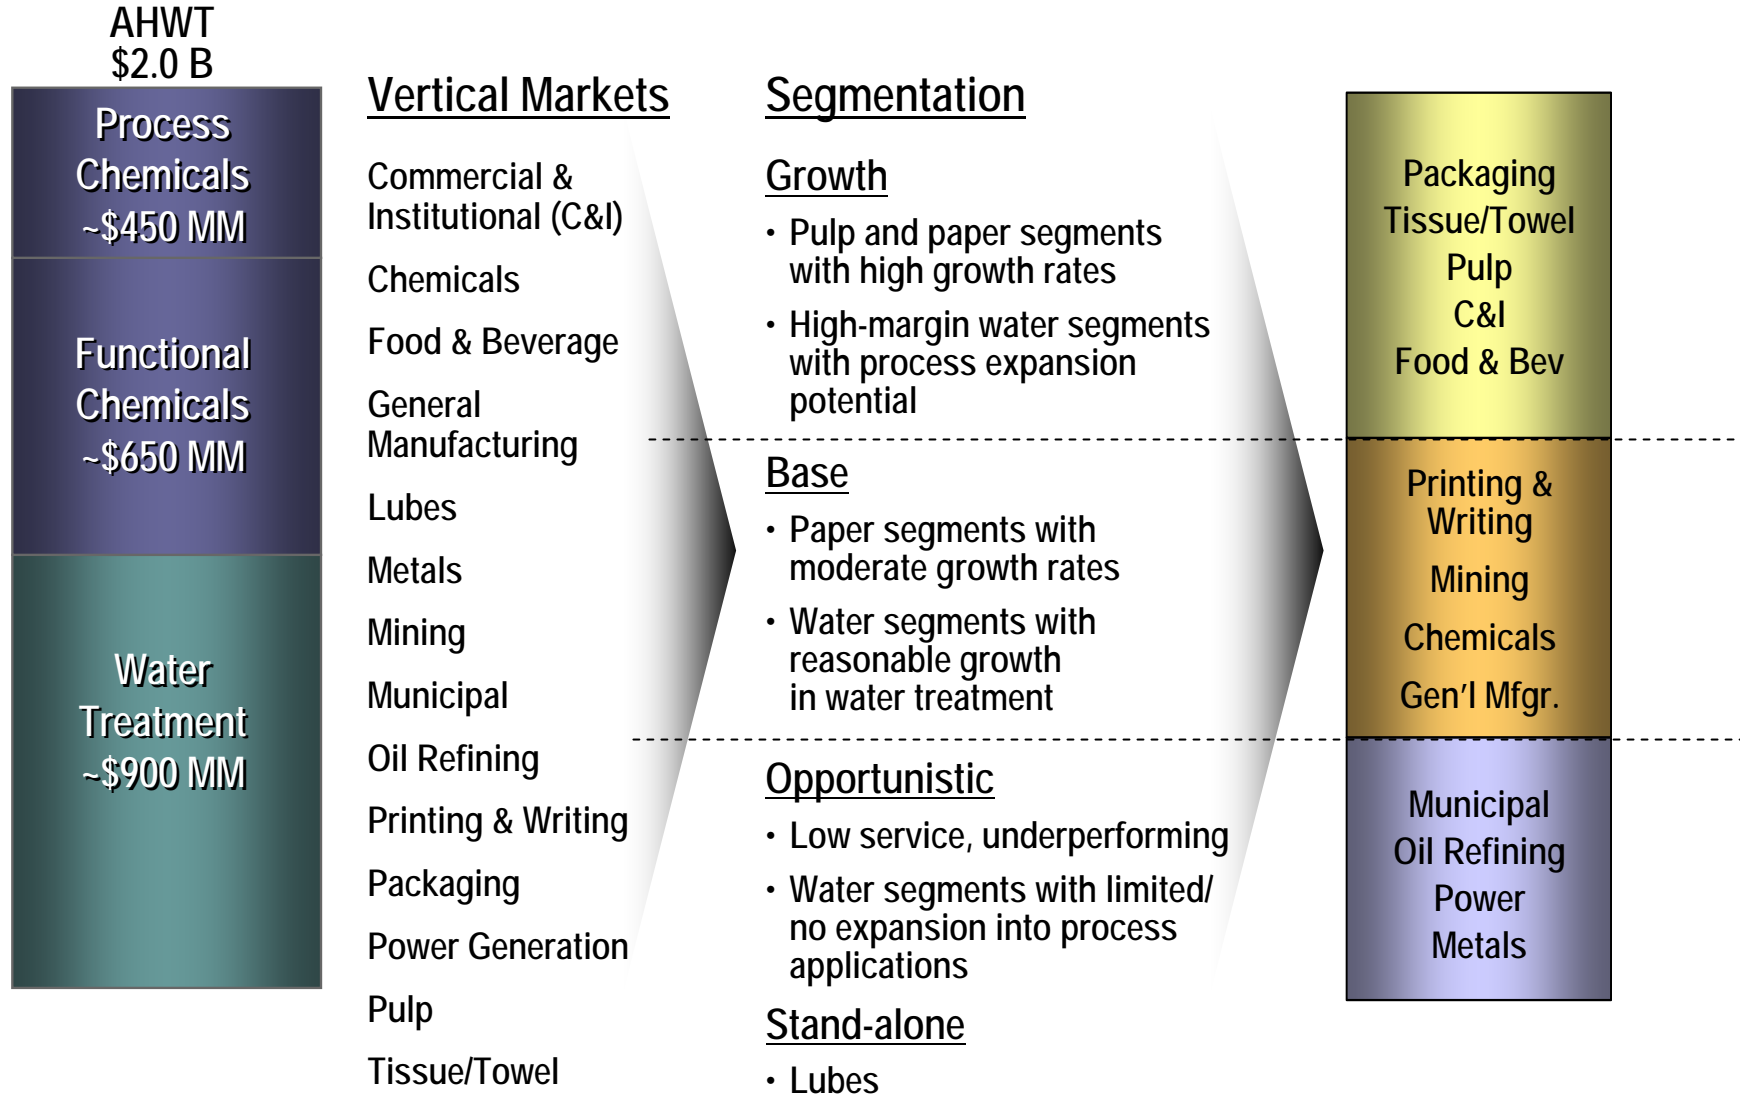 AHWT
$2.0 B
Process
Chemicals
~$450 MM
Functional
Chemicals
~$650 MM
Water
Treatment
~$900 MM
Vertical Markets
Commercial &
Institutional (C&I)
Chemicals
Food & Beverage
General
Manufacturing
Lubes
Metals
Mining
Municipal
Oil Refining
Printing & Writing
Packaging
Power Generation
Pulp
Tissue/Towel
Segmentation
Growth
• Pulp and paper segments
with high growth rates
• High-margin water segments
with process expansion
potential
Base
• Paper segments with
moderate growth rates
• Water segments with
reasonable growth
in water treatment
Opportunistic
• Low service, underperforming
• Water segments with limited/
no expansion into process
applications
Stand-alone
• Lubes
Packaging
Tissue/Towel
Pulp
C&I
Food & Bev
Printing &
Writing
Mining
Chemicals
Gen'l Mfgr.
Municipal
Oil Refining
Power
Metals